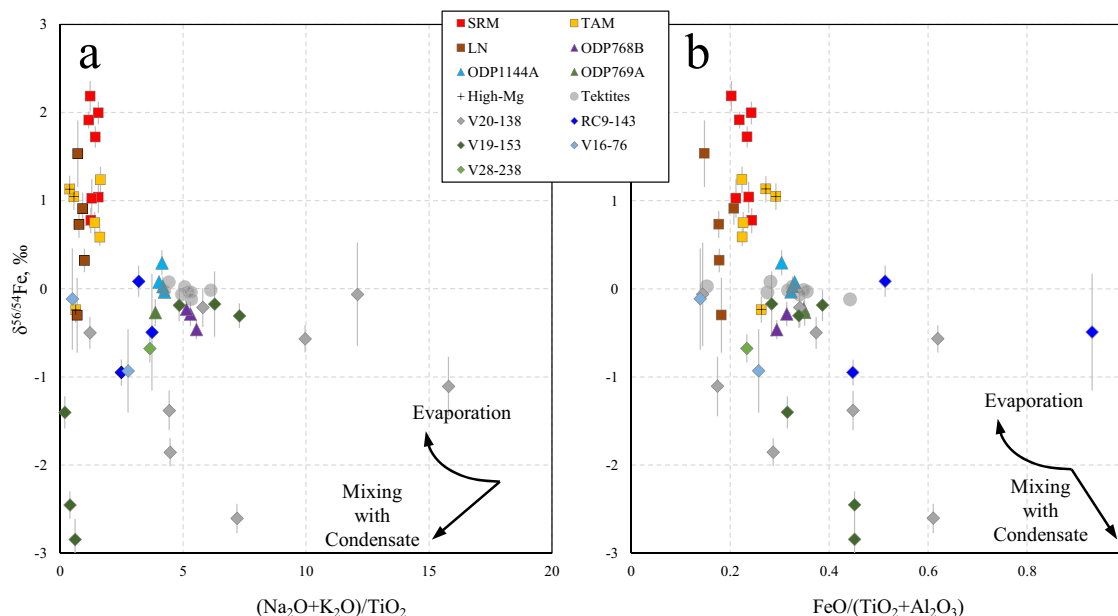 SRM TAM
LN ODP768B
ODP1144A ODP769A
High-Mg Tektites
V20-138 RC9-143
V19-153 V16-76
V28-238
a
b
3
2
1
0
-1
-2
-3
δ⁵⁶/⁵⁴Fe, ‰
Evaporation
Mixing
with
Condensate
0 5 10 15 20
(Na₂O+K₂O)/TiO₂
3
2
1
0
-1
-2
-3
Evaporation
Mixing
with
Condensate
0 0.2 0.4 0.6 0.8
FeO/(TiO₂+Al₂O₃)